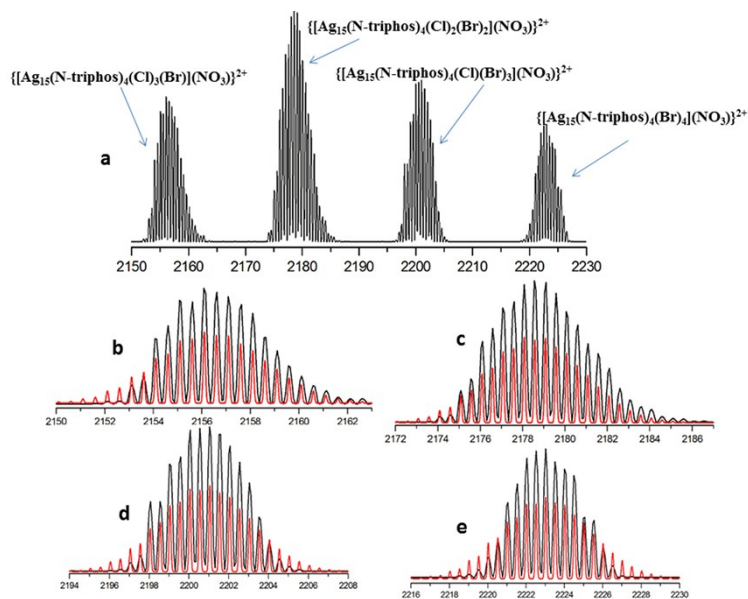 {[Ag₁₅(N-triphos)₄(Cl)₂(Br)₂](NO₃)}²⁺
{[Ag₁₅(N-triphos)₄(Cl)₃(Br)](NO₃)}²⁺
{[Ag₁₅(N-triphos)₄(Cl)(Br)₃](NO₃)}²⁺
{[Ag₁₅(N-triphos)₄(Br)₄](NO₃)}²⁺
a
2150 2160 2170 2180 2190 2200 2210 2220 2230
b
2150 2152 2154 2156 2158 2160 2162
c
2172 2174 2176 2178 2180 2182 2184 2186
d
2194 2196 2198 2200 2202 2204 2206 2208
e
2216 2218 2220 2222 2224 2226 2228 2230